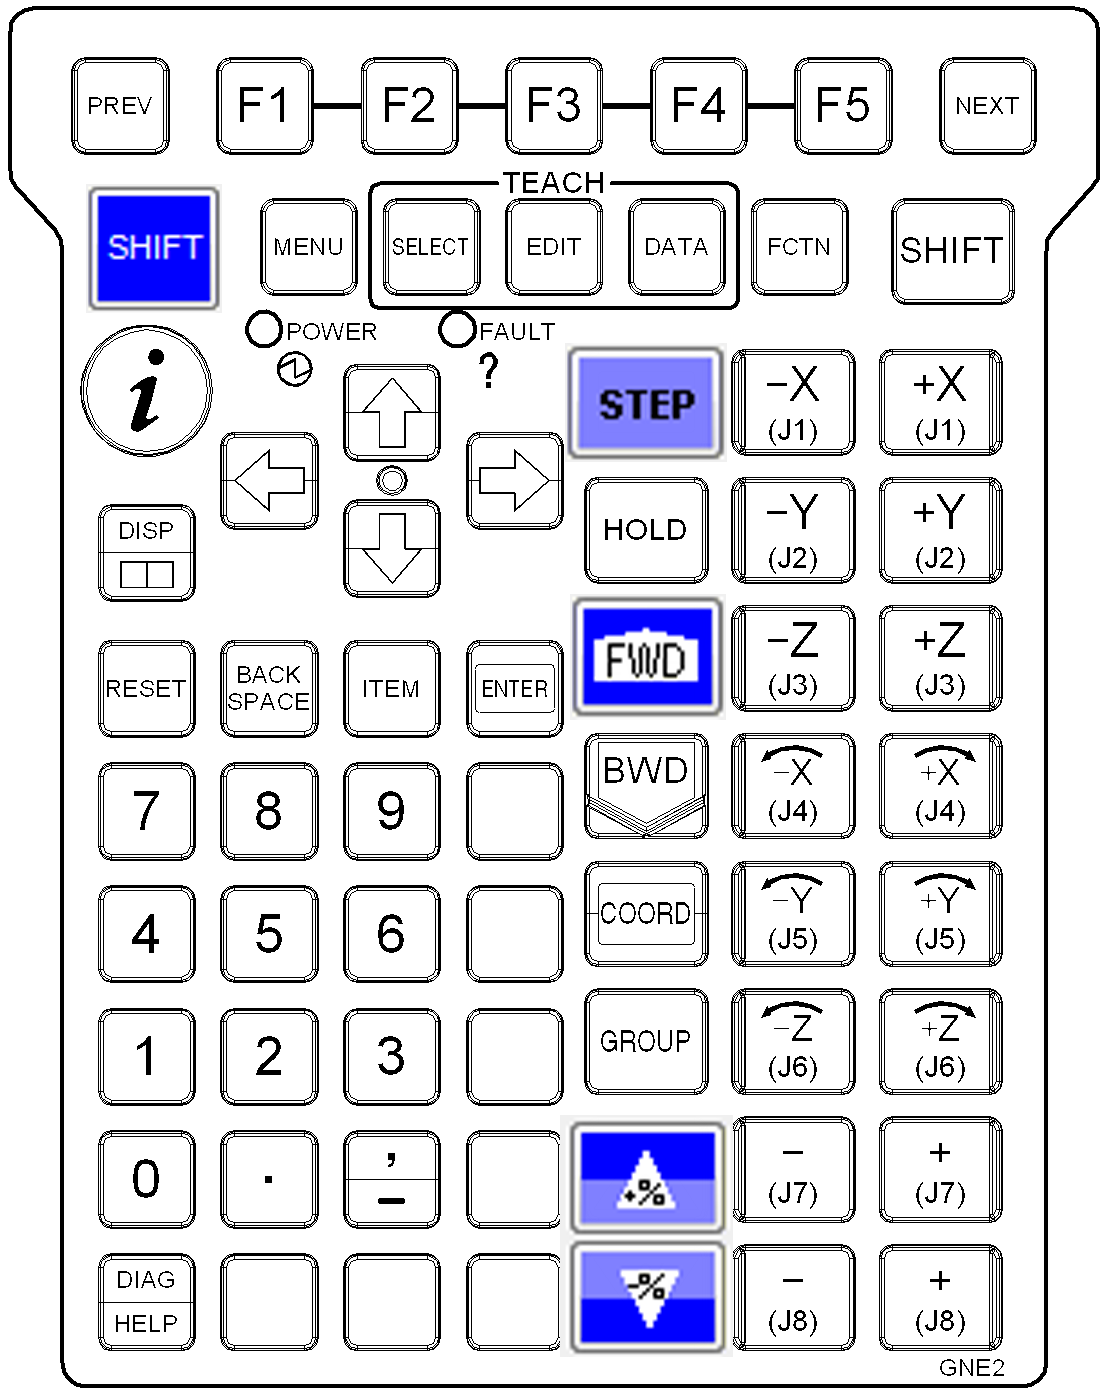 PREV F1 F2 F3 F4 F5 NEXT
TEACH
SHIFT MENU SELECT EDIT DATA FCTN SHIFT
POWER FAULT
i ?
STEP -X +X
(J1) (J1)
HOLD -Y +Y
(J2) (J2)
DISP
FWD -Z +Z
(J3) (J3)
RESET BACK SPACE ITEM ENTER
BWD -X +X
(J4) (J4)
7 8 9
COORD -Y +Y
(J5) (J5)
4 5 6
GROUP -Z +Z
(J6) (J6)
1 2 3
+% - +
(J7) (J7)
0 . ,
-
-% - +
(J8) (J8)
DIAG
HELP
GNE2